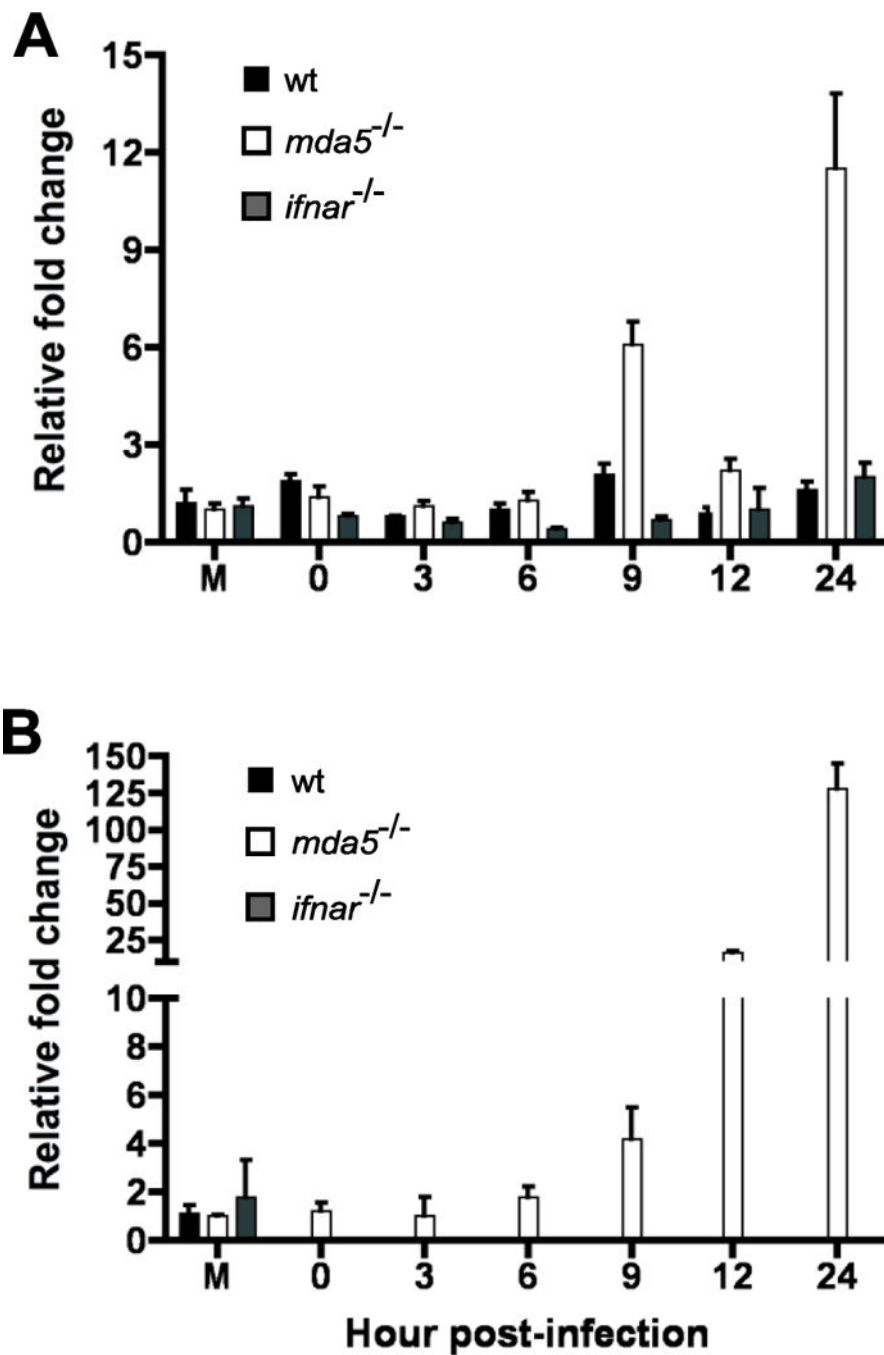 A
15
12
9
6
3
0
Relative fold change
wt
mda5-/-
ifnar-/-
M 0 3 6 9 12 24
B
150
125
100
75
50
25
10
8
6
4
2
0
Relative fold change
wt
mda5-/-
ifnar-/-
M 0 3 6 9 12 24
Hour post-infection